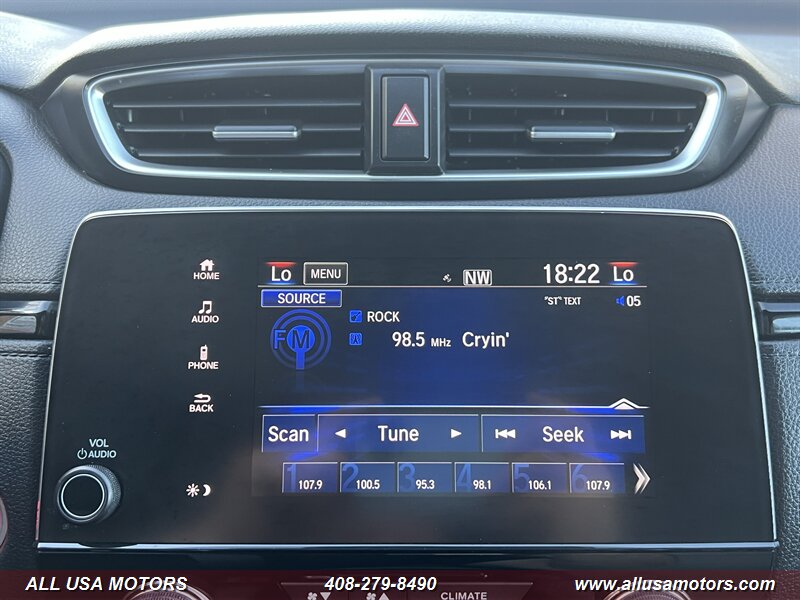 HOME
AUDIO
PHONE
BACK
VOL
AUDIO
Lo MENU NW 18:22 Lo
SOURCE "ST" TEXT 05
ROCK
FM 98.5 MHz Cryin'
Scan Tune Seek
1 107.9 2 100.5 3 95.3 4 98.1 5 106.1 6 107.9
CLIMATE
ALL USA MOTORS 408-279-8490 www.allusamotors.com